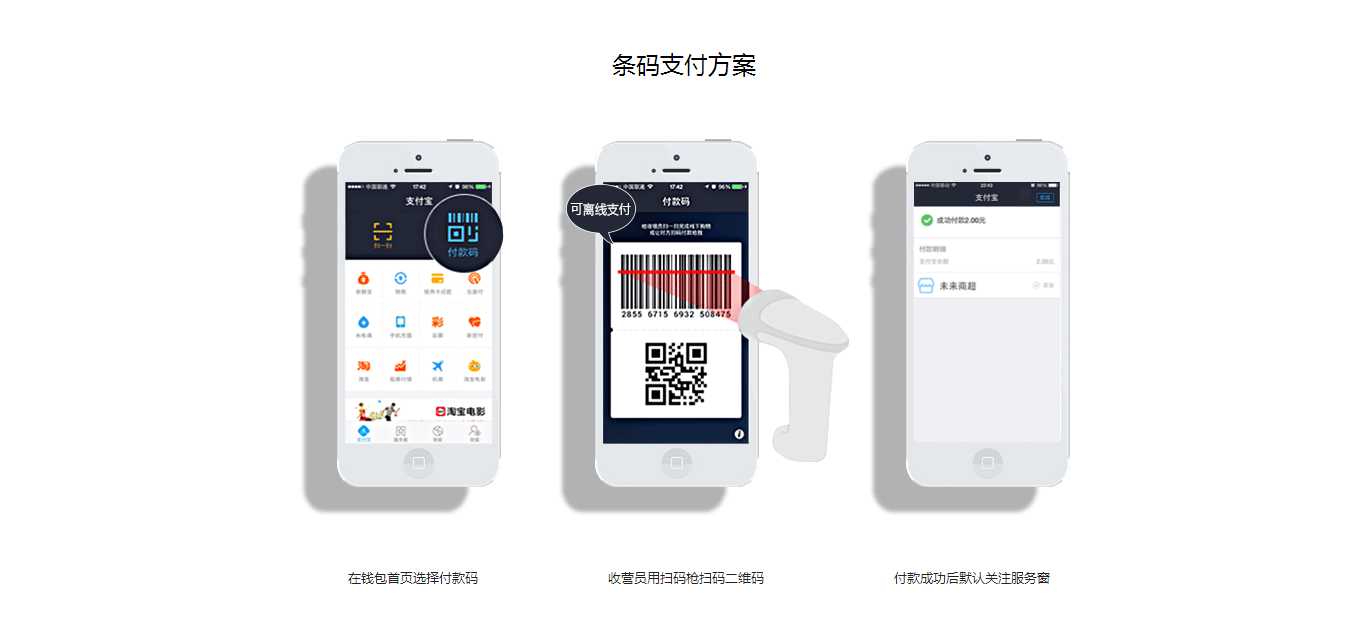 条码支付方案
中国联通 17:42 96%
支付宝
扫一扫
付款码
余额宝 转账 信用卡还款 当面付
水电煤 手机充值 彩票 亲密付
淘宝 股票行情 机票 淘宝电影
淘宝电影
支付宝 服务窗 探索 财富
中国联通 17:42 96%
付款码
可离线支付
2855 6715 6932 508475
22:43 96%
支付宝
完成
成功付款2.00元
付款明细
支付宝余额 2.00元
未来商超
在钱包首页选择付款码
收营员用扫码枪扫码二维码
付款成功后默认关注服务窗